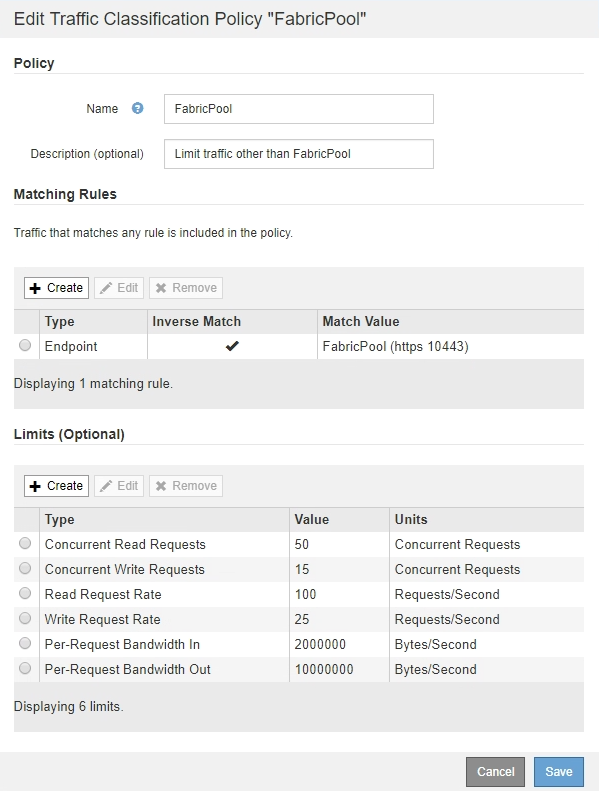 Edit Traffic Classification Policy "FabricPool"
Policy
Name ? FabricPool
Description (optional) Limit traffic other than FabricPool
Matching Rules
Traffic that matches any rule is included in the policy.
Create Edit Remove
Type Inverse Match Match Value
Endpoint ✔ FabricPool (https 10443)
Displaying 1 matching rule.
Limits (Optional)
Create Edit Remove
Type Value Units
Concurrent Read Requests 50 Concurrent Requests
Concurrent Write Requests 15 Concurrent Requests
Read Request Rate 100 Requests/Second
Write Request Rate 25 Requests/Second
Per-Request Bandwidth In 2000000 Bytes/Second
Per-Request Bandwidth Out 10000000 Bytes/Second
Displaying 6 limits.
Cancel Save